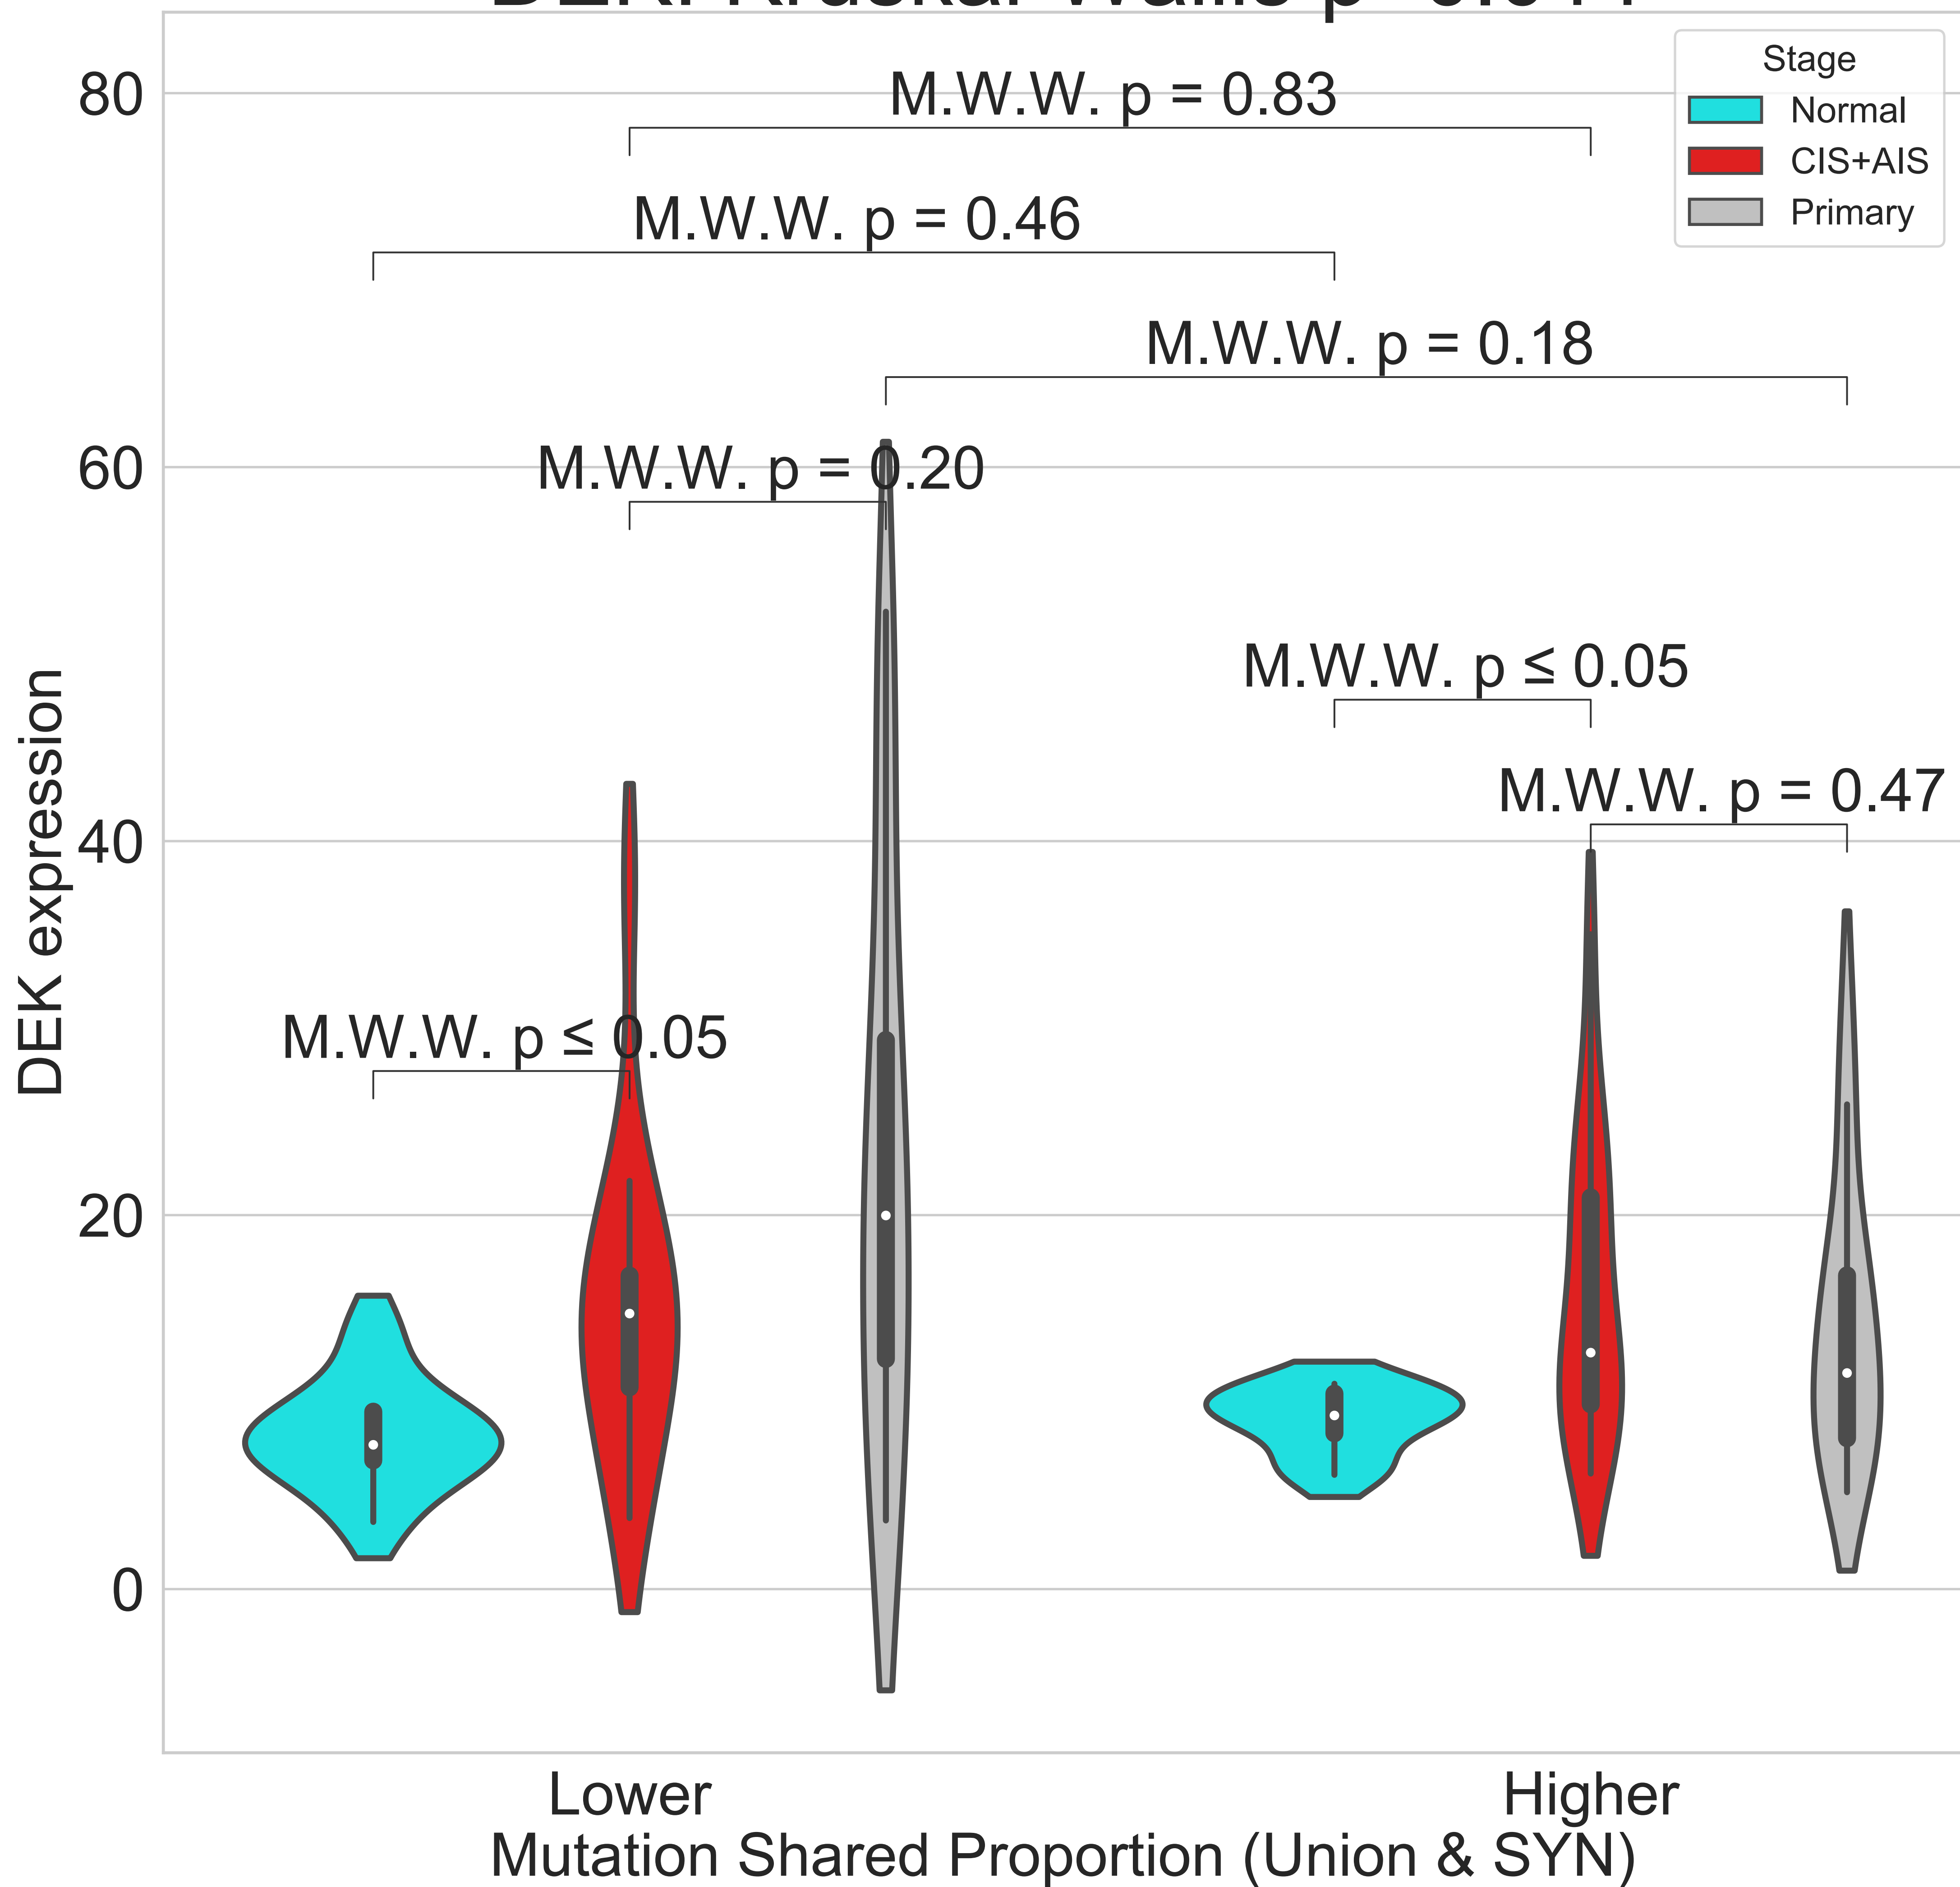 80
60
40
20
0
DEK expression
M.W.W. p = 0.83
M.W.W. p = 0.46
M.W.W. p = 0.18
M.W.W. p = 0.20
M.W.W. p ≤ 0.05
M.W.W. p = 0.47
M.W.W. p ≤ 0.05
Stage
Normal
CIS+AIS
Primary
Lower
Higher
Mutation Shared Proportion (Union & SYN)